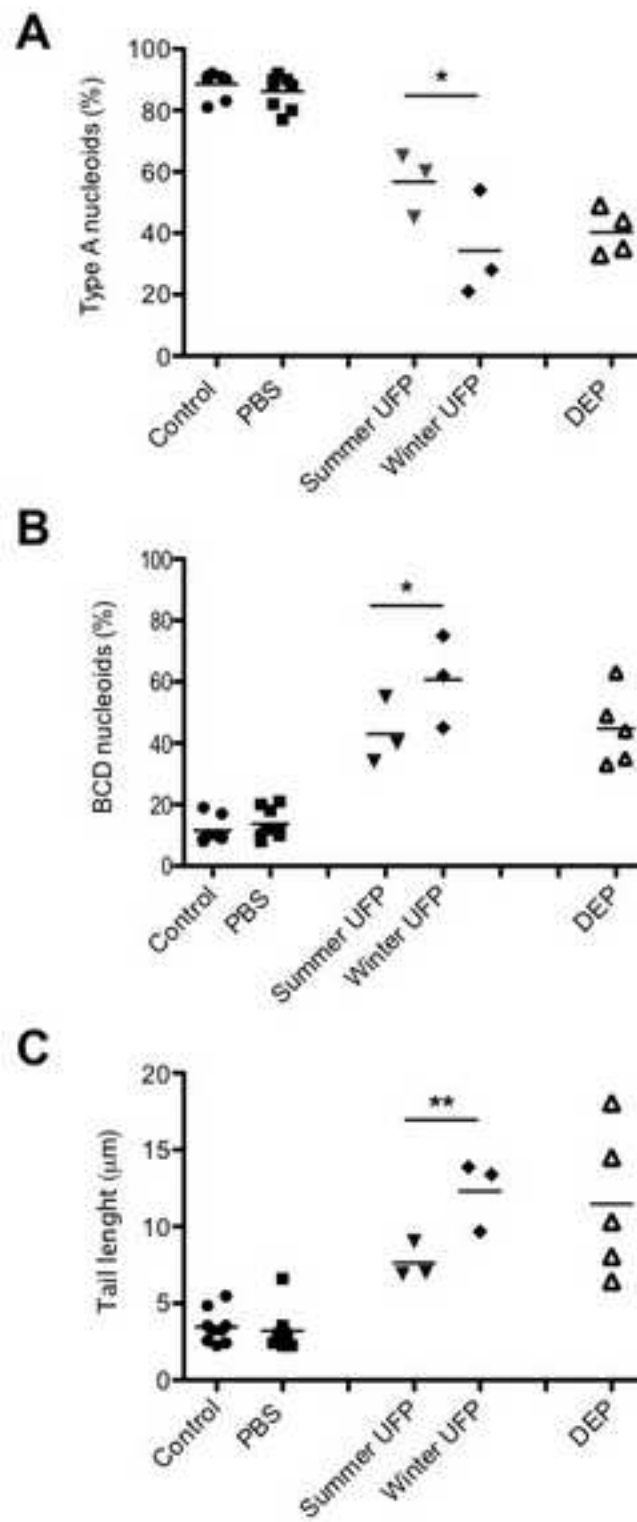 A
Type A nucleoids (%)
100
80
60
40
20
0
*
Control
PBS
Summer UFP
Winter UFP
DEP
B
BCD nucleoids (%)
100
80
60
40
20
0
*
Control
PBS
Summer UFP
Winter UFP
DEP
C
Tail lenght (μm)
20
15
10
5
0
**
Control
PBS
Summer UFP
Winter UFP
DEP